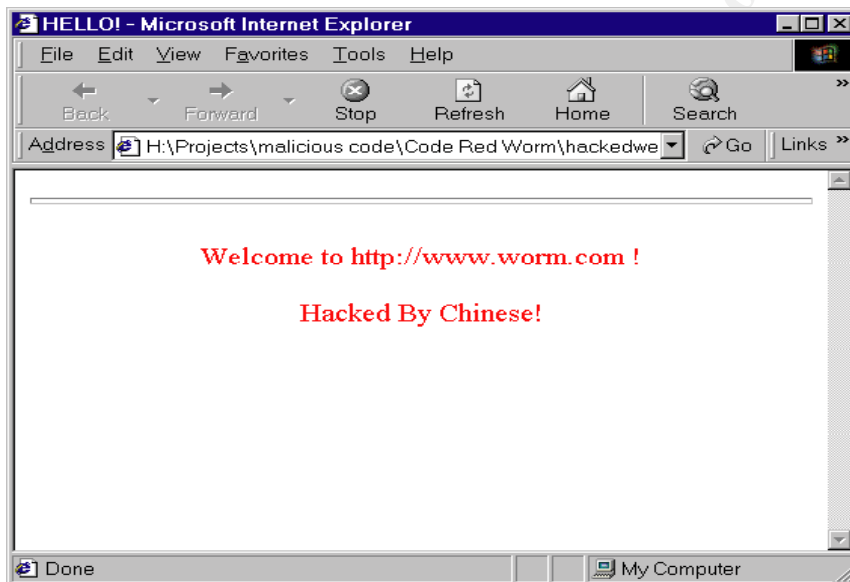 HELLO! - Microsoft Internet Explorer
File Edit View Favorites Tools Help
Back Forward Stop Refresh Home Search »
Address H:\Projects\malicious code\Code Red Worm\hackedwe Go Links »
Welcome to http://www.worm.com !
Hacked By Chinese!
Done My Computer